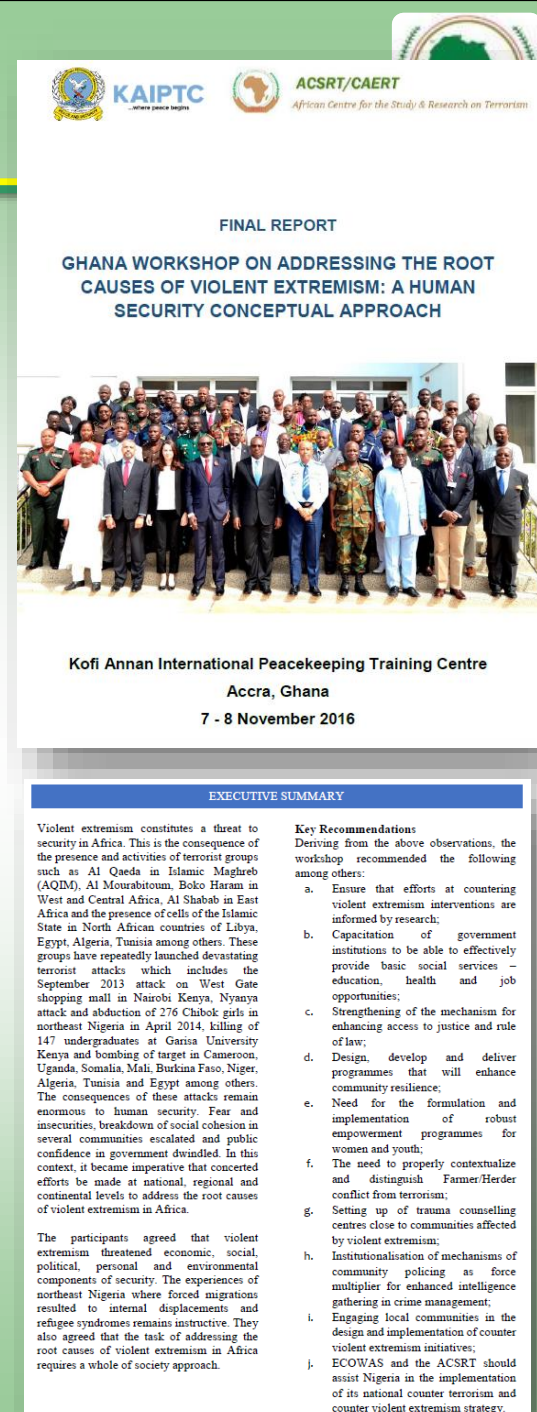 KAIPTC
...where peace begins
ACSRT/CAERT
African Centre for the Study & Research on Terrorism
FINAL REPORT
GHANA WORKSHOP ON ADDRESSING THE ROOT
CAUSES OF VIOLENT EXTREMISM: A HUMAN
SECURITY CONCEPTUAL APPROACH
Kofi Annan International Peacekeeping Training Centre
Accra, Ghana
7 - 8 November 2016
EXECUTIVE SUMMARY
Violent extremism constitutes a threat to
security in Africa. This is the consequence of
the presence and activities of terrorist groups
such as Al Qaeda in Islamic Maghreb
(AQIM), Al Mourabitoum, Boko Haram in
West and Central Africa, Al Shabab in East
Africa and the presence of cells of the Islamic
State in North African countries of Libya,
Egypt, Algeria, Tunisia among others. These
groups have repeatedly launched devastating
terrorist attacks which includes the
September 2013 attack on West Gate
shopping mall in Nairobi Kenya, Nyanya
attack and abduction of 276 Chibok girls in
northeast Nigeria in April 2014, killing of
147 undergraduates at Garisa University
Kenya and bombing of target in Cameroon,
Uganda, Somalia, Mali, Burkina Faso, Niger,
Algeria, Tunisia and Egypt among others.
The consequences of these attacks remain
enormous to human security. Fear and
insecurities, breakdown of social cohesion in
several communities escalated and public
confidence in government dwindled. In this
context, it became imperative that concerted
efforts be made at national, regional and
continental levels to address the root causes
of violent extremism in Africa.
The participants agreed that violent
extremism threatened economic, social,
political, personal and environmental
components of security. The experiences of
northeast Nigeria where forced migrations
resulted to internal displacements and
refugee syndromes remains instructive. They
also agreed that the task of addressing the
root causes of violent extremism in Africa
requires a whole of society approach.
Key Recommendations
Deriving from the above observations, the
workshop recommended the following
among others:
a. Ensure that efforts at countering
violent extremism interventions are
informed by research;
b. Capacitation of government
institutions to be able to effectively
provide basic social services –
education, health and job
opportunities;
c. Strengthening of the mechanism for
enhancing access to justice and rule
of law;
d. Design, develop and deliver
programmes that will enhance
community resilience;
e. Need for the formulation and
implementation of robust
empowerment programmes for
women and youth;
f. The need to properly contextualize
and distinguish Farmer/Herder
conflict from terrorism;
g. Setting up of trauma counselling
centres close to communities affected
by violent extremism;
h. Institutionalisation of mechanisms of
community policing as force
multiplier for enhanced intelligence
gathering in crime management;
i. Engaging local communities in the
design and implementation of counter
violent extremism initiatives;
j. ECOWAS and the ACSRT should
assist Nigeria in the implementation
of its national counter terrorism and
counter violent extremism strategy.